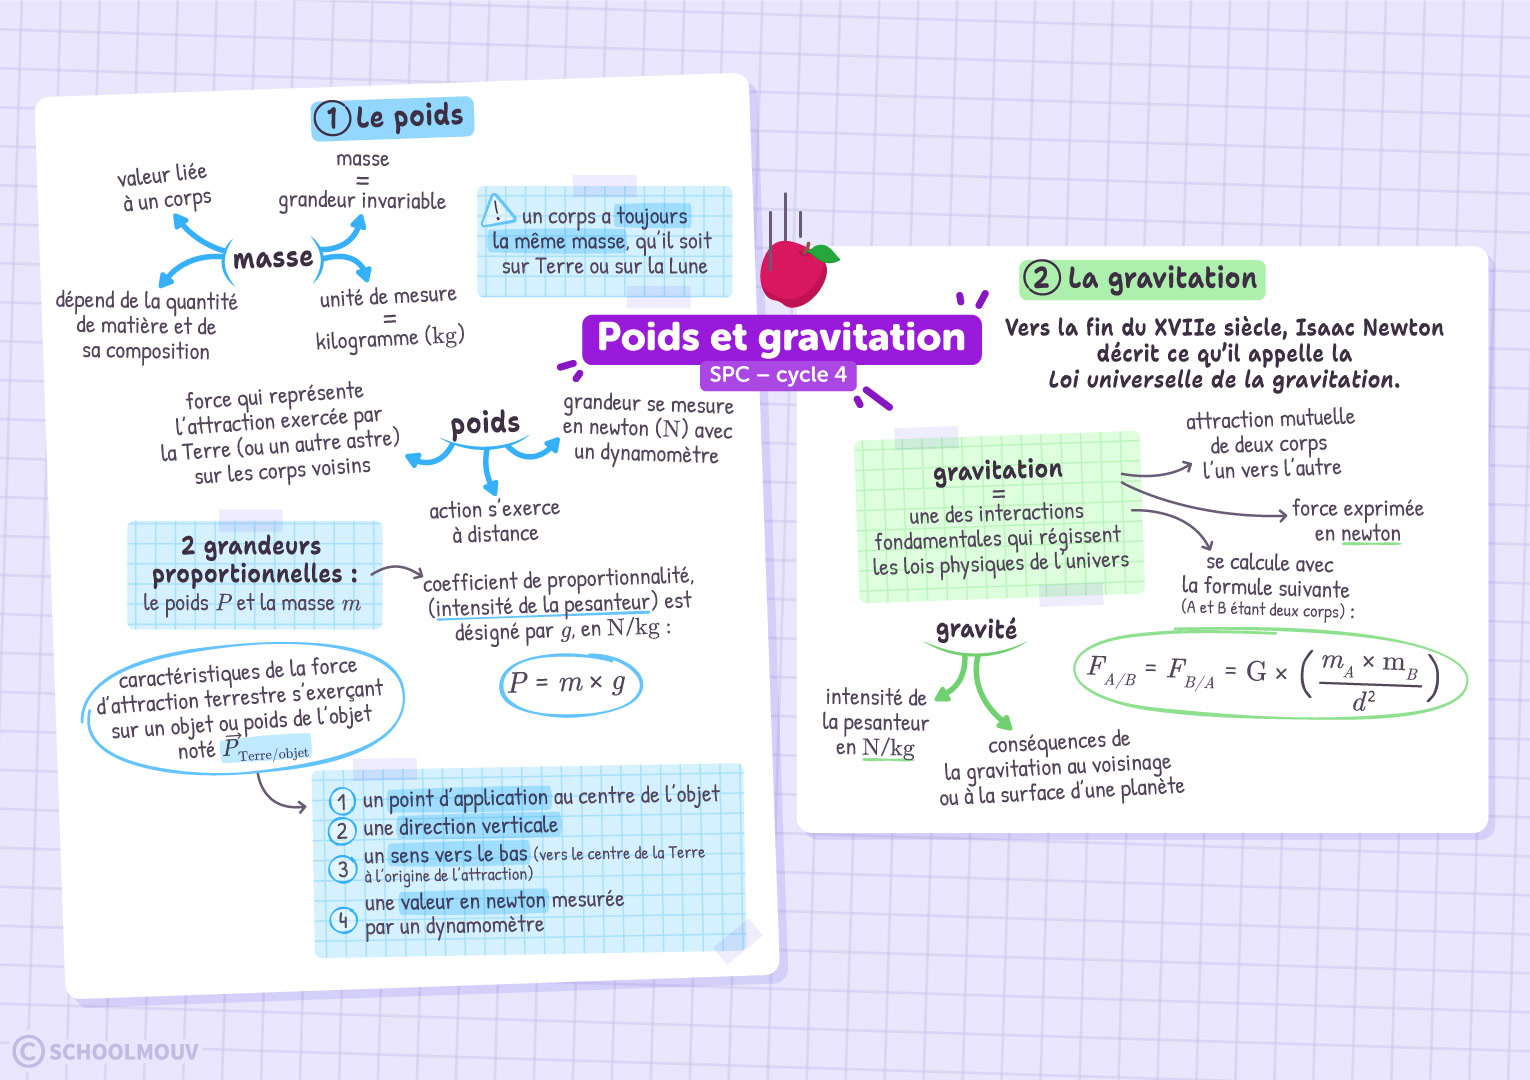 Poids et gravitation
SPC – cycle 4
1 Le poids
masse
valeur liée
à un corps
masse
=
grandeur invariable
dépend de la quantité
de matière et de
sa composition
unité de mesure
=
kilogramme (kg)
! un corps a toujours
la même masse, qu'il soit
sur Terre ou sur la Lune
poids
force qui représente
l'attraction exercée par
la Terre (ou un autre astre)
sur les corps voisins
action s'exerce
à distance
grandeur se mesure
en newton (N) avec
un dynamomètre
2 grandeurs
proportionnelles :
le poids P et la masse m
coefficient de proportionnalité,
(intensité de la pesanteur) est
désigné par g, en N/kg :
P = m × g
caractéristiques de la force
d'attraction terrestre s'exerçant
sur un objet ou poids de l'objet
noté P⃗ Terre/objet
1 un point d'application au centre de l'objet
2 une direction verticale
3 un sens vers le bas (vers le centre de la Terre
à l'origine de l'attraction)
4 une valeur en newton mesurée
par un dynamomètre
2 La gravitation
Vers la fin du XVIIe siècle, Isaac Newton
décrit ce qu'il appelle la
Loi universelle de la gravitation.
gravitation
=
une des interactions
fondamentales qui régissent
les lois physiques de l'univers
attraction mutuelle
de deux corps
l'un vers l'autre
force exprimée
en newton
se calcule avec
la formule suivante
(A et B étant deux corps) :
F_A/B = F_B/A = G × (m_A × m_B / d²)
gravité
intensité de
la pesanteur
en N/kg
conséquences de
la gravitation au voisinage
ou à la surface d'une planète
© SCHOOLMOUV